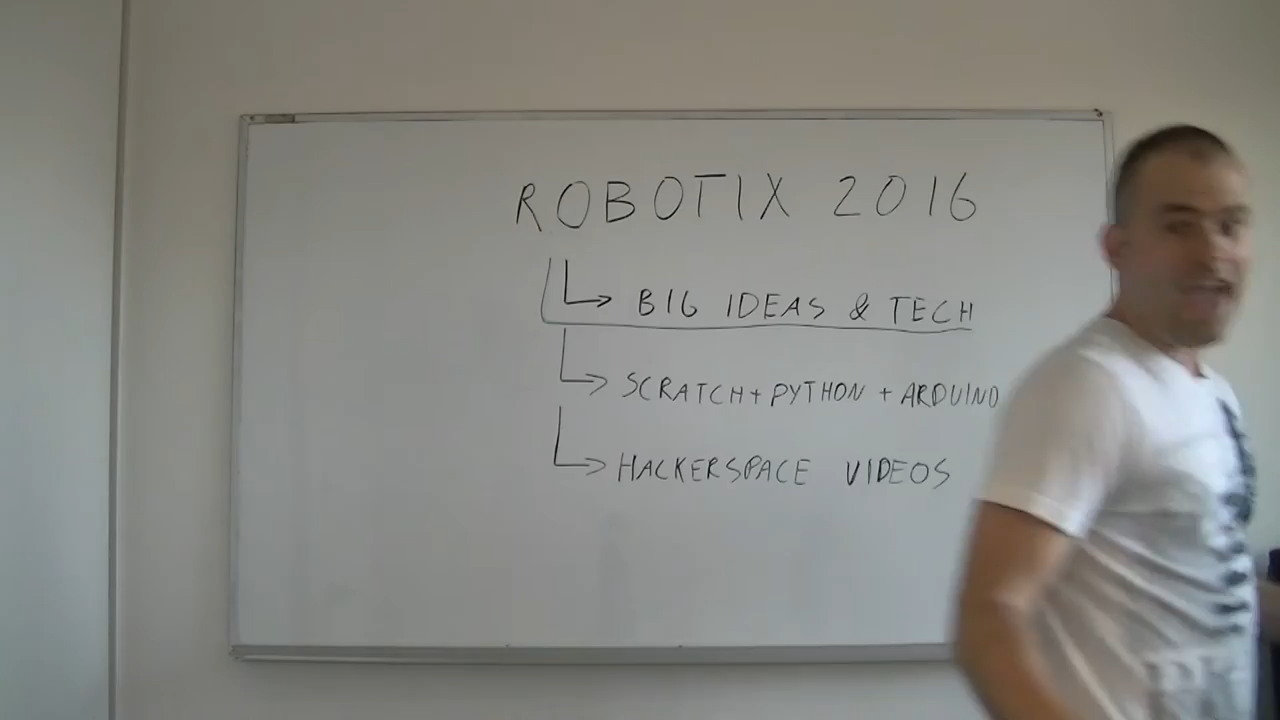 ROBOTIX 2016
BIG IDEAS & TECH
SCRATCH + PYTHON + ARDUINO
HACKERSPACE VIDEOS